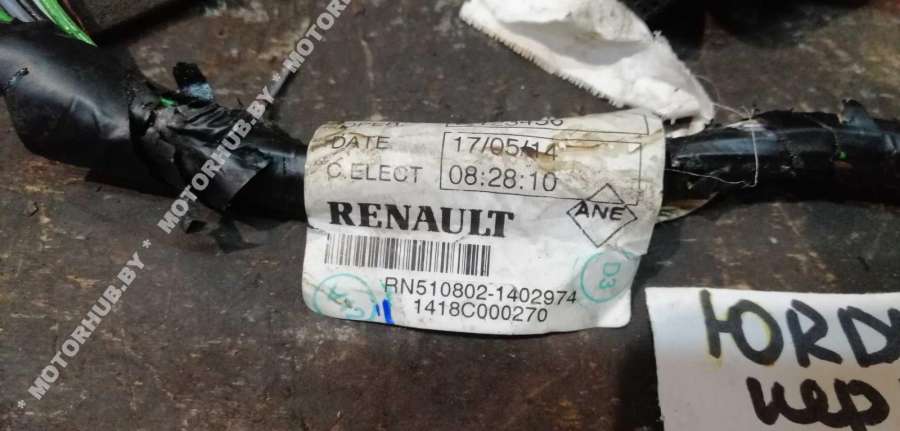 DATE 17/05/14
C.ELECT 08:28:10
RENAULT
ANE
D3
RN510802-1402974
1418C000270
MOTORHUB.BY * MOTORHUB.BY * MOTORHUB.BY *